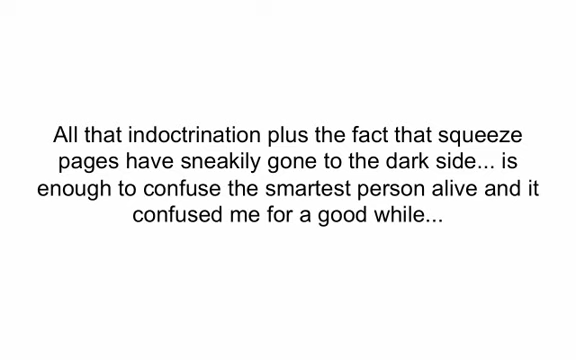 All that indoctrination plus the fact that squeeze
pages have sneakily gone to the dark side... is
enough to confuse the smartest person alive and it
confused me for a good while...